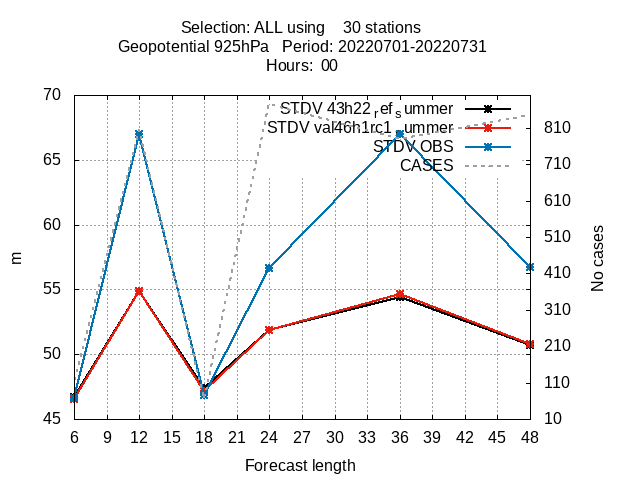 Selection: ALL using 30 stations
Geopotential 925hPa Period: 20220701-20220731
Hours: 00
STDV 43h22_ref_summer
STDV val46h1rc1_summer
STDV OBS
CASES
70
65
60
55
50
45
m
810
710
610
510
410
310
210
110
10
No cases
6 9 12 15 18 21 24 27 30 33 36 39 42 45 48
Forecast length